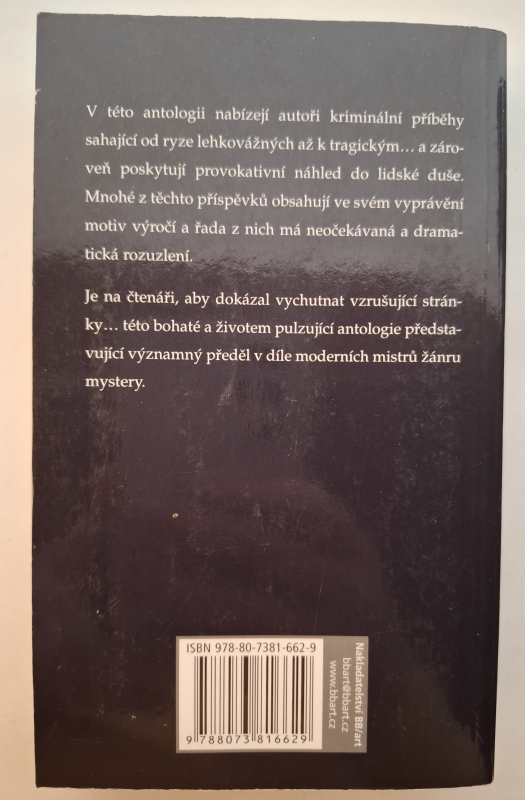 V této antologii nabízejí autoři kriminální příběhy
sahající od ryze lehkovážných až k tragickým… a záro-
veň poskytují provokativní náhled do lidské duše.
Mnohé z těchto příspěvků obsahují ve svém vyprávění
motiv výročí a řada z nich má neočekávaná a drama-
tická rozuzlení.
Je na čtenáři, aby dokázal vychutnat vzrušující strán-
ky… této bohaté a životem pulzující antologie předsta-
vující významný předěl v díle moderních mistrů žánru
mystery.
ISBN 978-80-7381-662-9
9 788073 816629
Nakladatelství BB/art
bbart@bbart.cz
www.bbart.cz